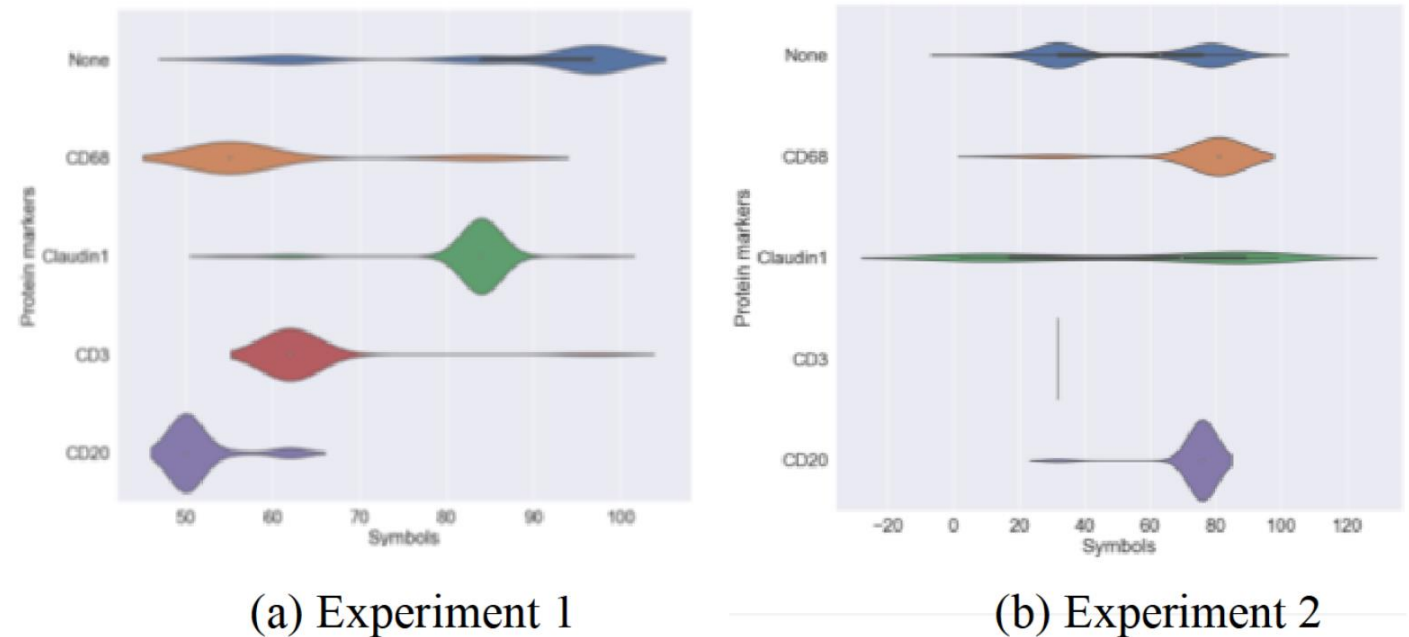 None
CD68
Claudin1
CD3
CD20
Protein markers
50 60 70 80 90 100
Symbols
(a) Experiment 1
None
CD68
Claudin1
CD3
CD20
Protein markers
−20 0 20 40 60 80 100 120
Symbols
(b) Experiment 2